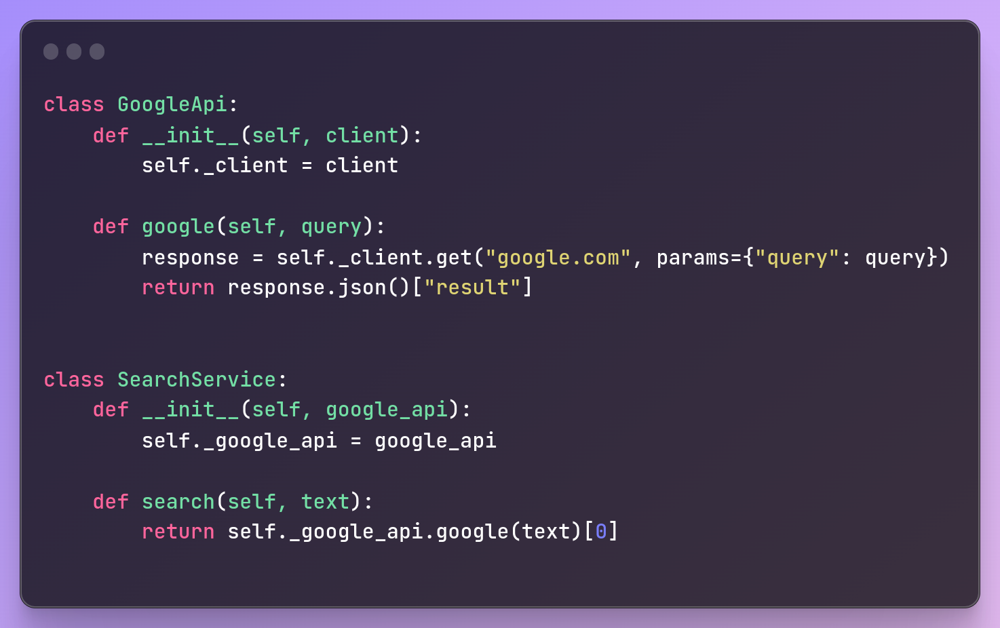 class GoogleApi:
    def __init__(self, client):
        self._client = client

    def google(self, query):
        response = self._client.get("google.com", params={"query": query})
        return response.json()["result"]


class SearchService:
    def __init__(self, google_api):
        self._google_api = google_api

    def search(self, text):
        return self._google_api.google(text)[0]